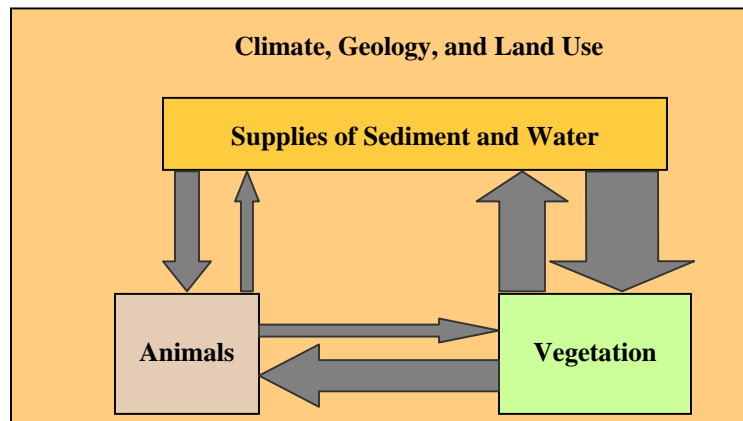 Climate, Geology, and Land Use
Supplies of Sediment and Water
Animals
Vegetation